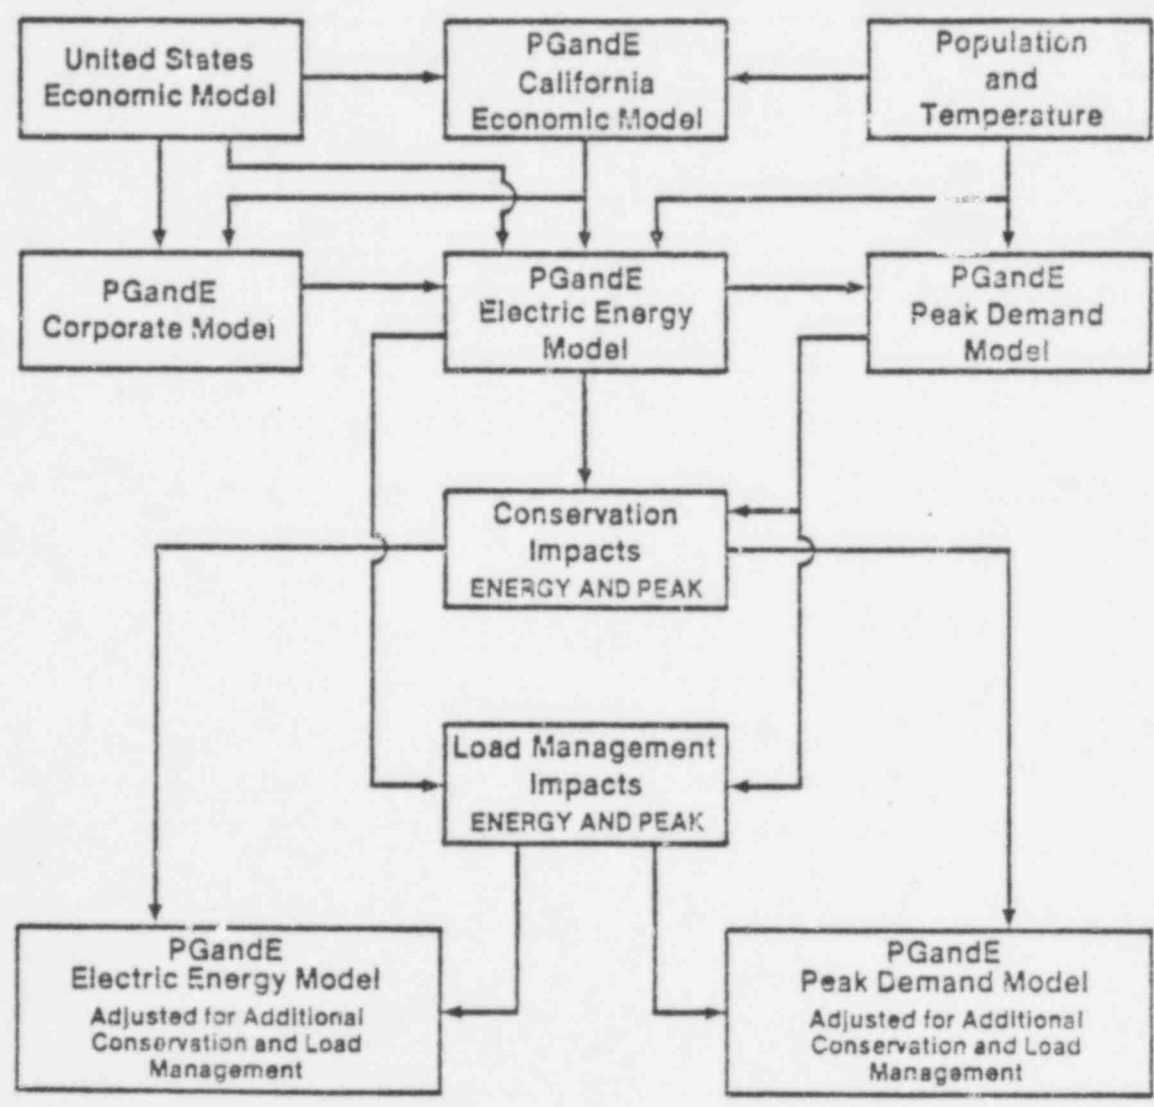 United States
Economic Model
PGandE
California
Economic Model
Population
and
Temperature
PGandE
Corporate Model
PGandE
Electric Energy
Model
PGandE
Peak Demand
Model
Conservation
Impacts
ENERGY AND PEAK
Load Management
Impacts
ENERGY AND PEAK
PGandE
Electric Energy Model
Adjusted for Additional
Conservation and Load
Management
PGandE
Peak Demand Model
Adjusted for Additional
Conservation and Load
Management